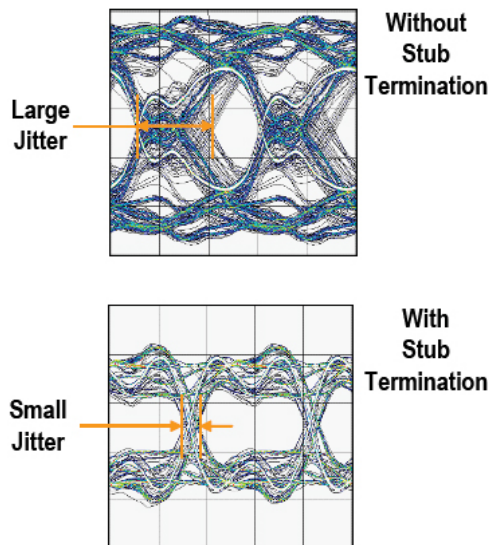 Without
Stub
Termination
Large
Jitter
With
Stub
Termination
Small
Jitter